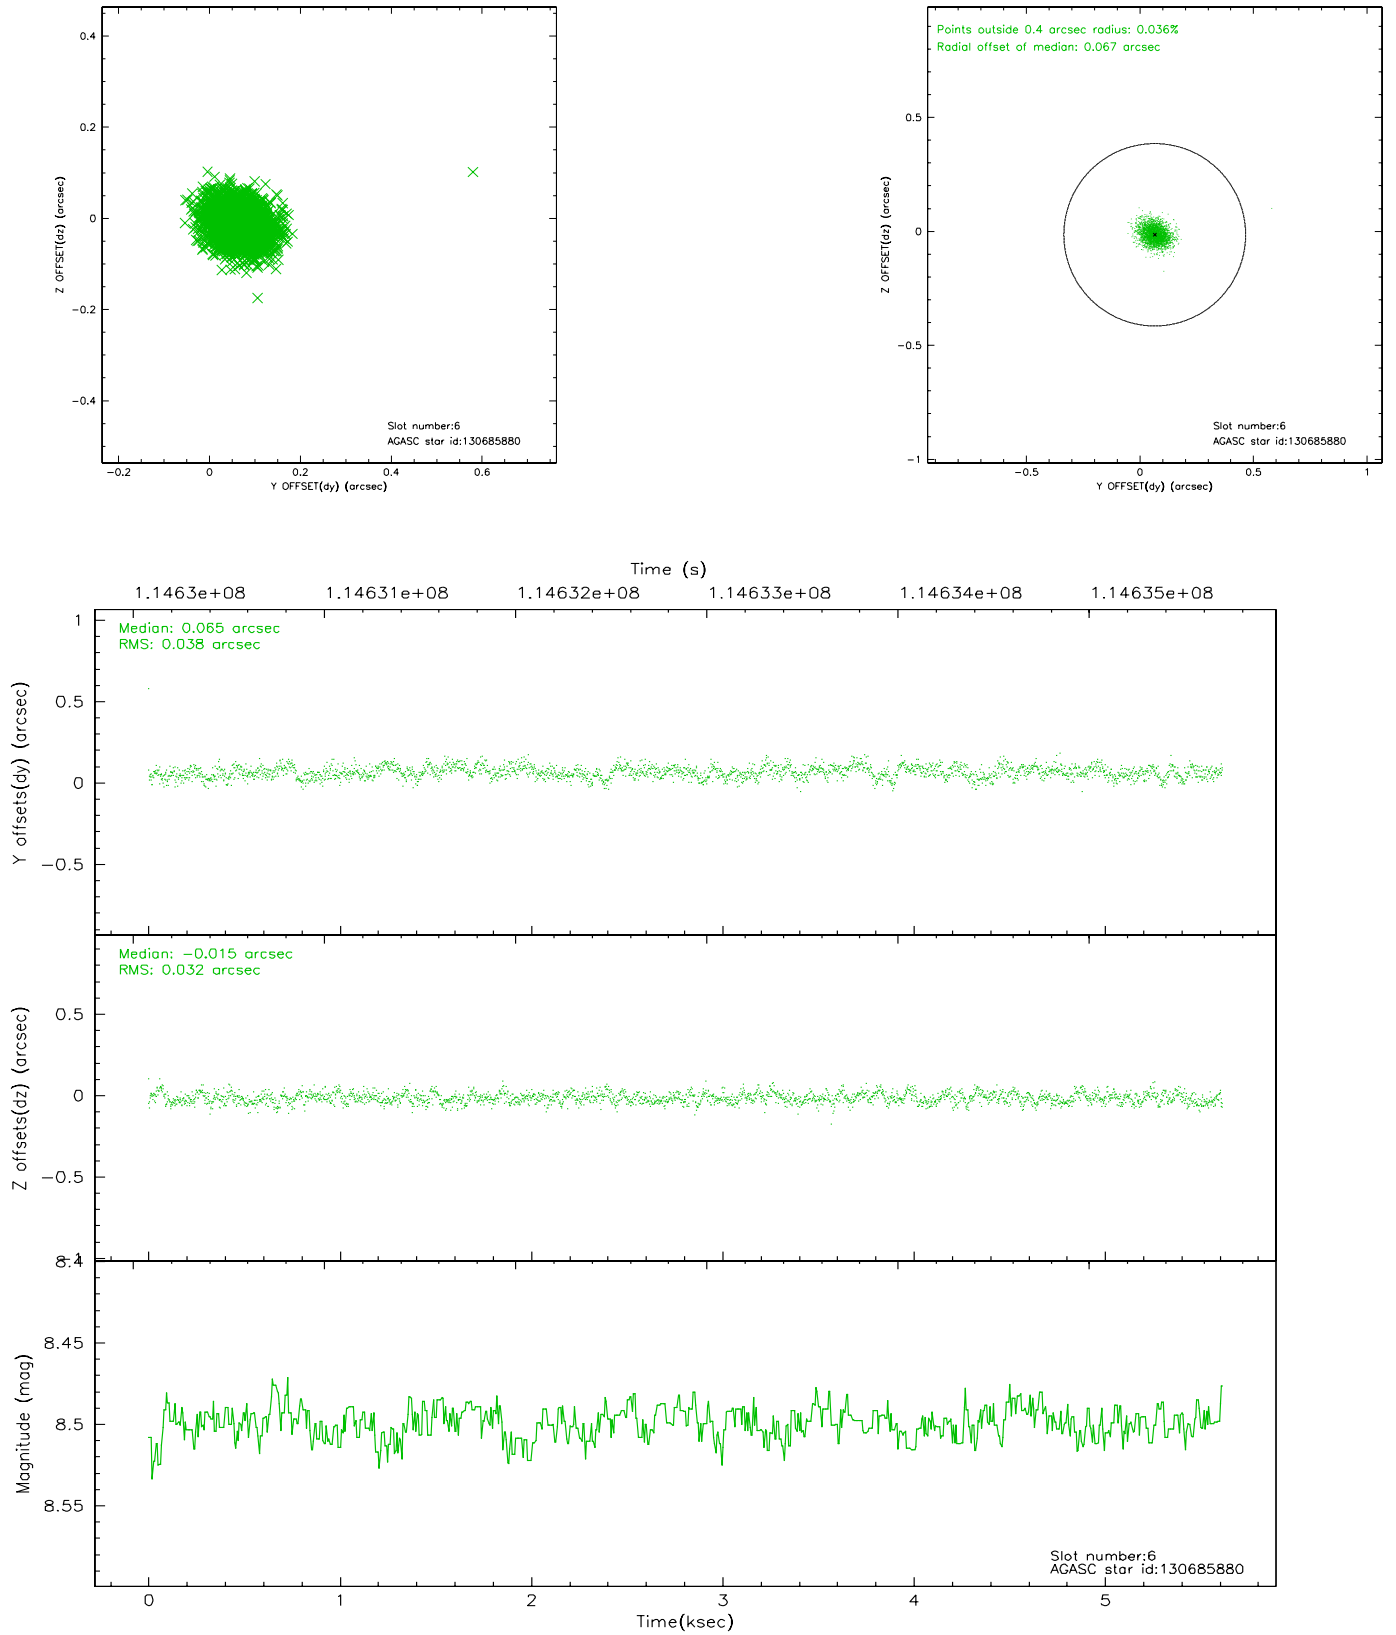 0.4
0.2
0
−0.2
−0.4
Z OFFSET(dz) (arcsec)
Slot number:6
AGASC star id:130685880
−0.2 0 0.2 0.4 0.6
Y OFFSET(dy) (arcsec)
Points outside 0.4 arcsec radius: 0.036%
Radial offset of median: 0.067 arcsec
0.5
0
−0.5
−1
Z OFFSET(dz) (arcsec)
Slot number:6
AGASC star id:130685880
−0.5 0 0.5 1
Y OFFSET(dy) (arcsec)
Time (s)
1.1463e+08 1.14631e+08 1.14632e+08 1.14633e+08 1.14634e+08 1.14635e+08
Median: 0.065 arcsec
RMS: 0.038 arcsec
1
0.5
0
−0.5
Y offsets(dy) (arcsec)
Median: −0.015 arcsec
RMS: 0.032 arcsec
0.5
0
−0.5
−1
Z offsets(dz) (arcsec)
8.4
8.45
8.5
8.55
Magnitude (mag)
Slot number:6
AGASC star id:130685880
0 1 2 3 4 5
Time(ksec)